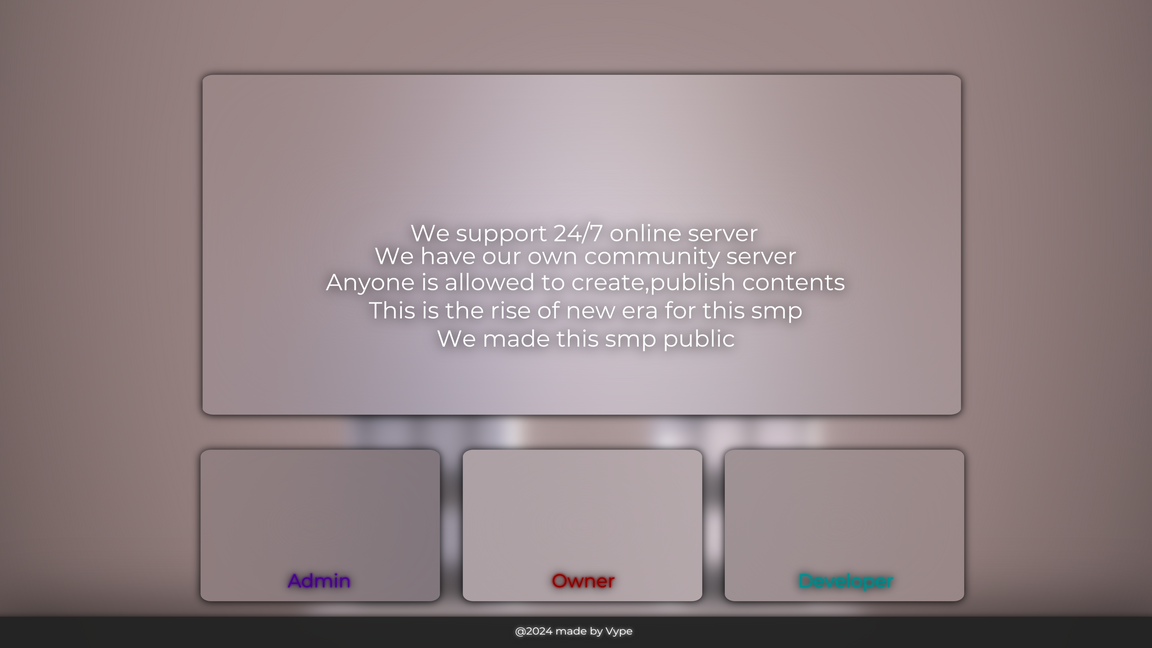 We support 24/7 online server
We have our own community server
Anyone is allowed to create,publish contents
This is the rise of new era for this smp
We made this smp public
Admin
Owner
Developer
@2024 made by Vype